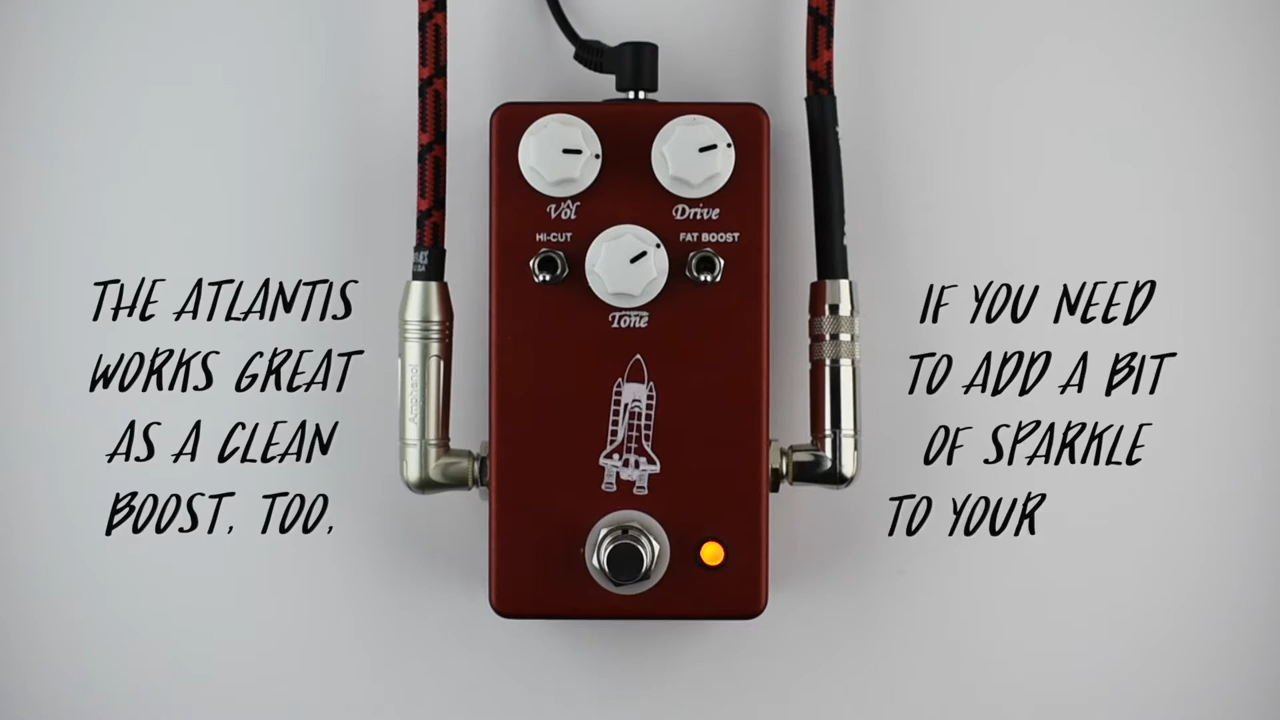 THE ATLANTIS
WORKS GREAT
AS A CLEAN
BOOST, TOO,
IF YOU NEED
TO ADD A BIT
OF SPARKLE
TO YOUR
Vol
Drive
HI-CUT
FAT BOOST
Tone
Amphenol